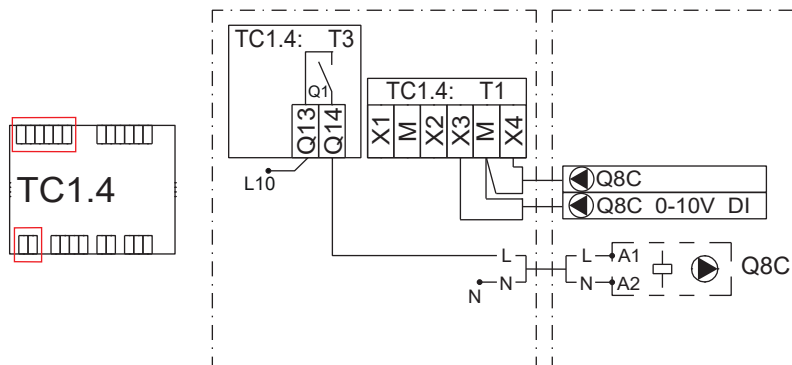 TC1.4: T3
Q1
Q13
Q14
L10
TC1.4: T1
X1
M
X2
X3
M
X4
TC1.4
Q8C
Q8C 0-10V DI
L
N
N
L
N
A1
A2
Q8C